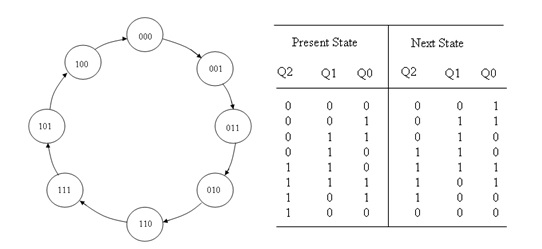 000
001
011
010
110
111
101
100
Present State Next State
Q2 Q1 Q0 Q2 Q1 Q0
0 0 0 0 0 1
0 0 1 0 1 1
0 1 1 0 1 0
0 1 0 1 1 0
1 1 0 1 1 1
1 1 1 1 0 1
1 0 1 1 0 0
1 0 0 0 0 0